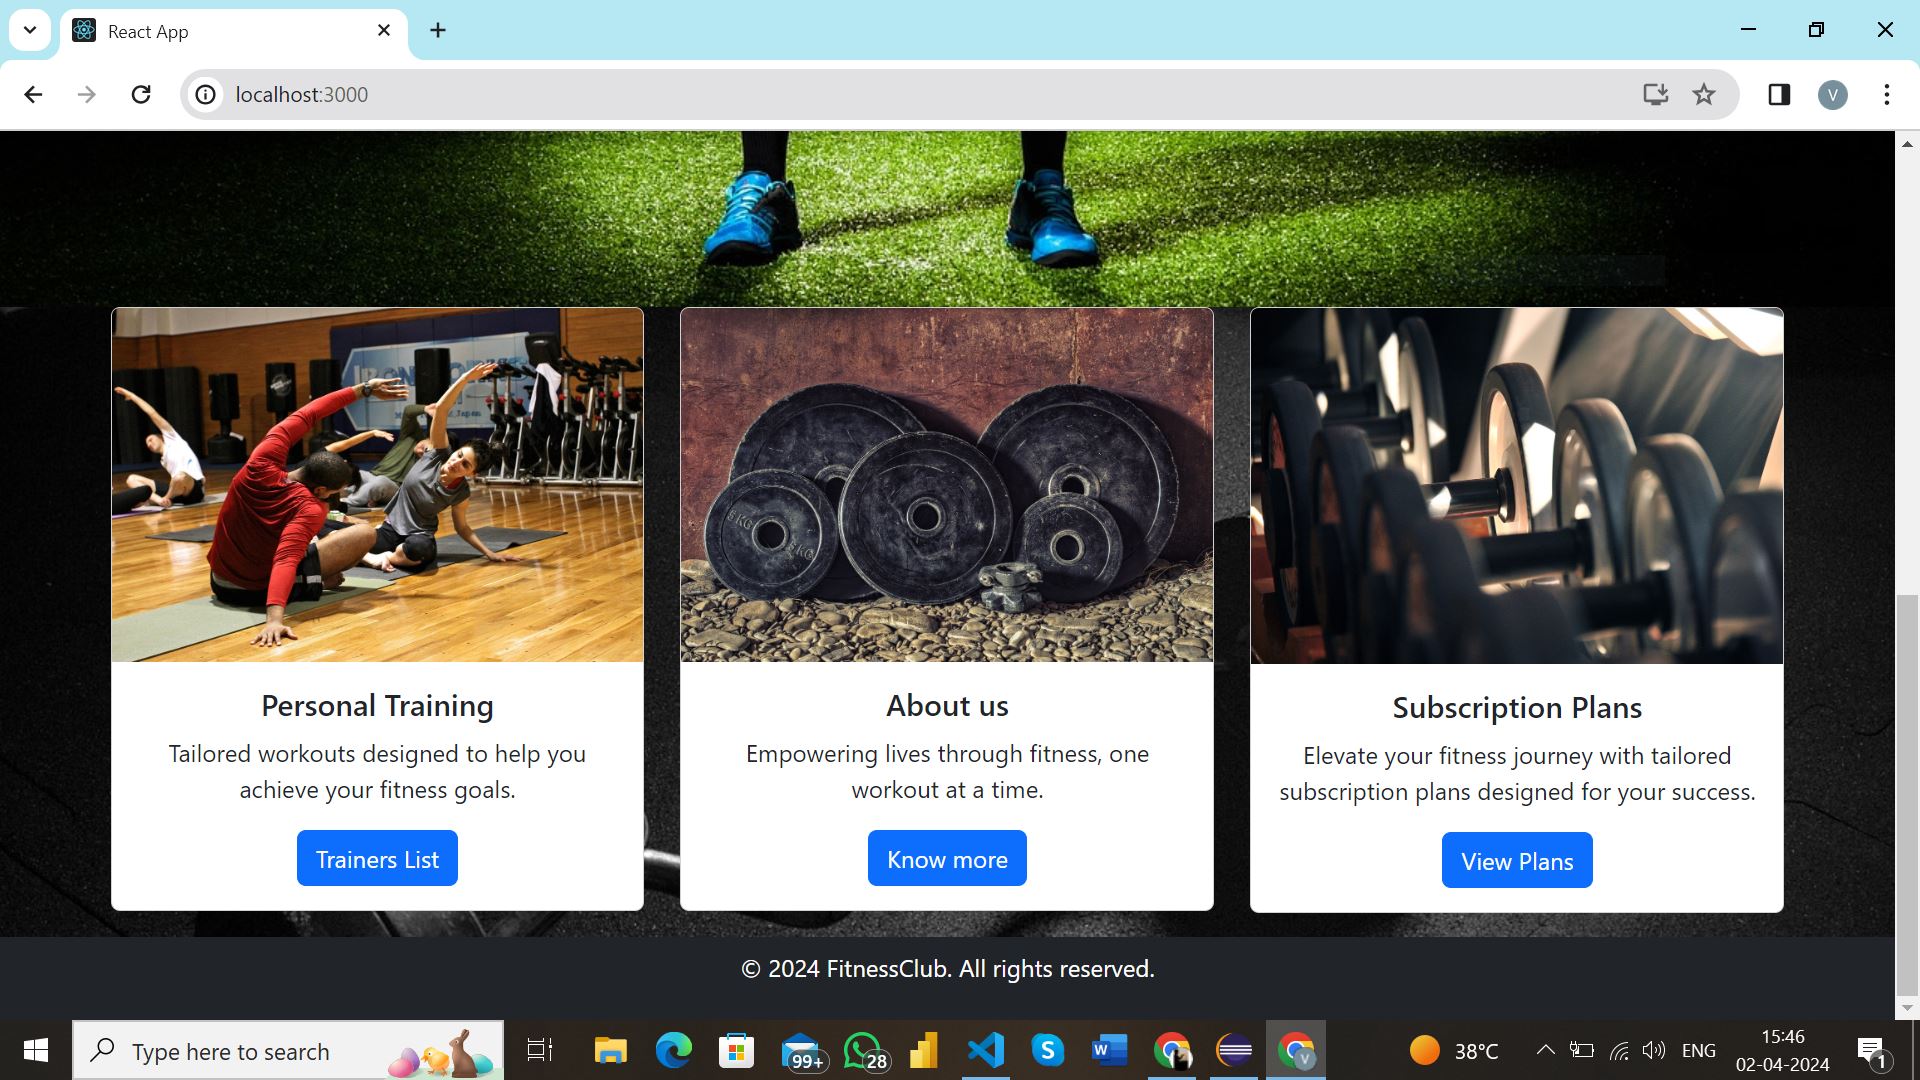 React App
localhost:3000
V
Personal Training
Tailored workouts designed to help you
achieve your fitness goals.
Trainers List
About us
Empowering lives through fitness, one
workout at a time.
Know more
Subscription Plans
Elevate your fitness journey with tailored
subscription plans designed for your success.
View Plans
© 2024 FitnessClub. All rights reserved.
Type here to search
99+
28
38°C
ENG
15:46
02-04-2024
1